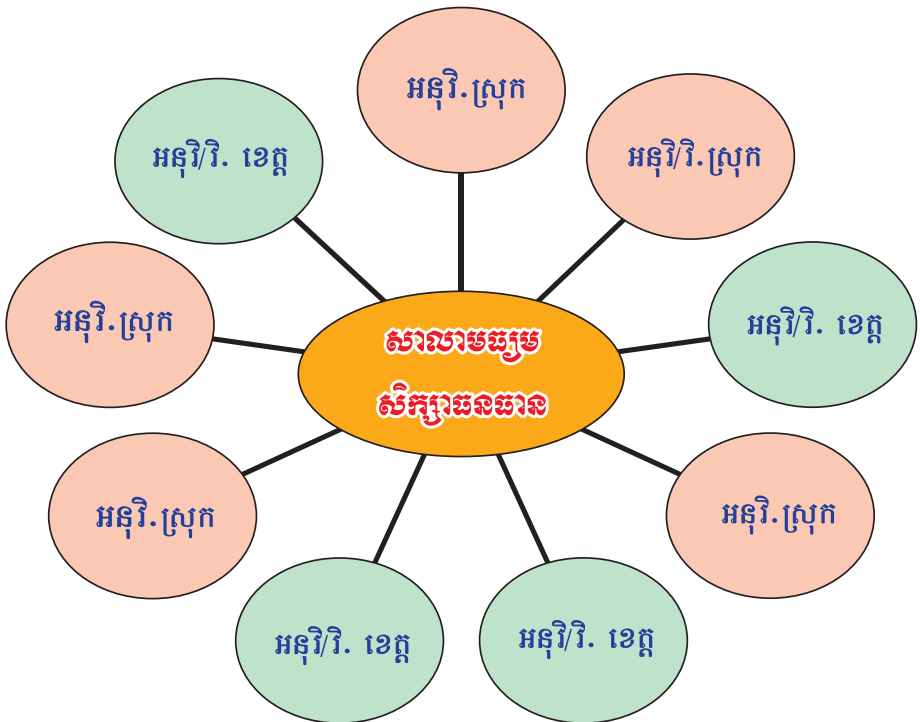 អនុវិ.ស្រុក
អនុវិ/វិ. ខេត្ត
អនុវិ/វិ.ស្រុក
អនុវិ.ស្រុក
អនុវិ/វិ. ខេត្ត
សាលាមធ្យម
សិក្សាធនធាន
អនុវិ.ស្រុក
អនុវិ.ស្រុក
អនុវិ/វិ. ខេត្ត
អនុវិ/វិ. ខេត្ត